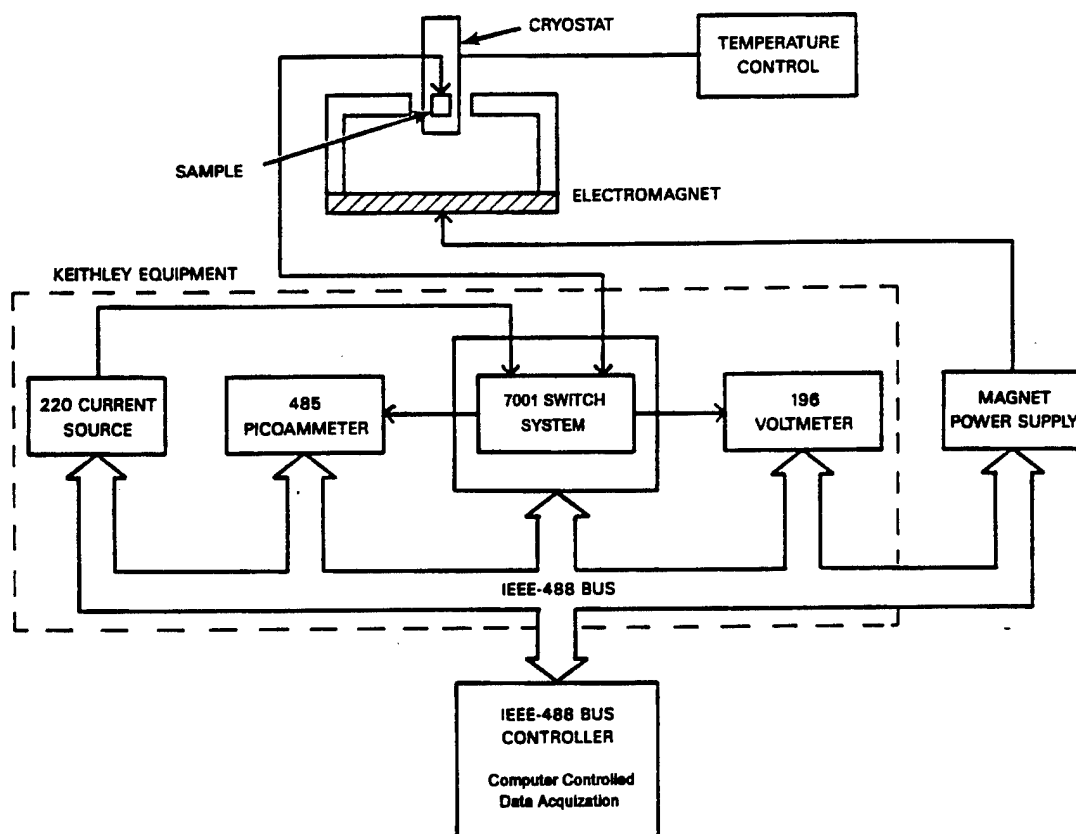 CRYOSTAT
TEMPERATURE
CONTROL
SAMPLE
ELECTROMAGNET
KEITHLEY EQUIPMENT
220 CURRENT
SOURCE
485
PICOAMMETER
7001 SWITCH
SYSTEM
196
VOLTMETER
MAGNET
POWER SUPPLY
IEEE-488 BUS
IEEE-488 BUS
CONTROLLER
Computer Controlled
Data Acquization